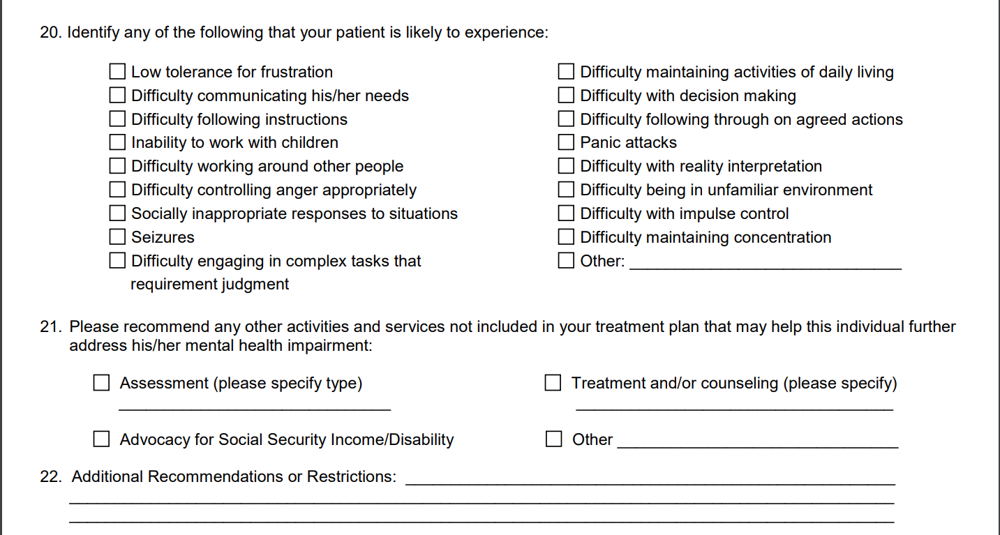 20. Identify any of the following that your patient is likely to experience:
Low tolerance for frustration
Difficulty communicating his/her needs
Difficulty following instructions
Inability to work with children
Difficulty working around other people
Difficulty controlling anger appropriately
Socially inappropriate responses to situations
Seizures
Difficulty engaging in complex tasks that
requirement judgment
Difficulty maintaining activities of daily living
Difficulty with decision making
Difficulty following through on agreed actions
Panic attacks
Difficulty with reality interpretation
Difficulty being in unfamiliar environment
Difficulty with impulse control
Difficulty maintaining concentration
Other:
21. Please recommend any other activities and services not included in your treatment plan that may help this individual further
address his/her mental health impairment:
Assessment (please specify type)
Treatment and/or counseling (please specify)
Advocacy for Social Security Income/Disability
Other
22. Additional Recommendations or Restrictions: